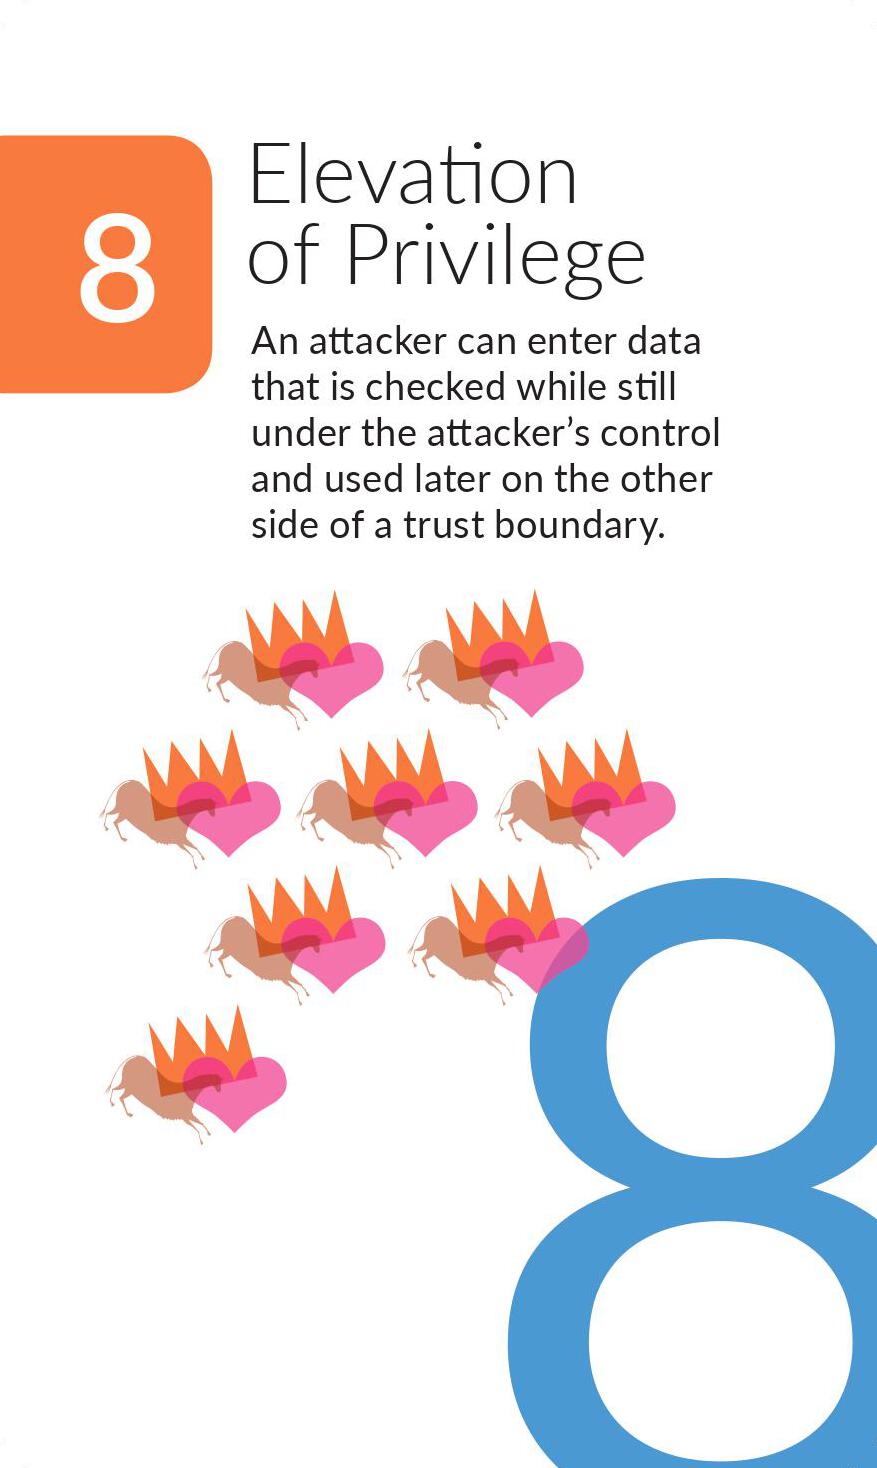 8
Elevation
of Privilege
An attacker can enter data
that is checked while still
under the attacker’s control
and used later on the other
side of a trust boundary.
8